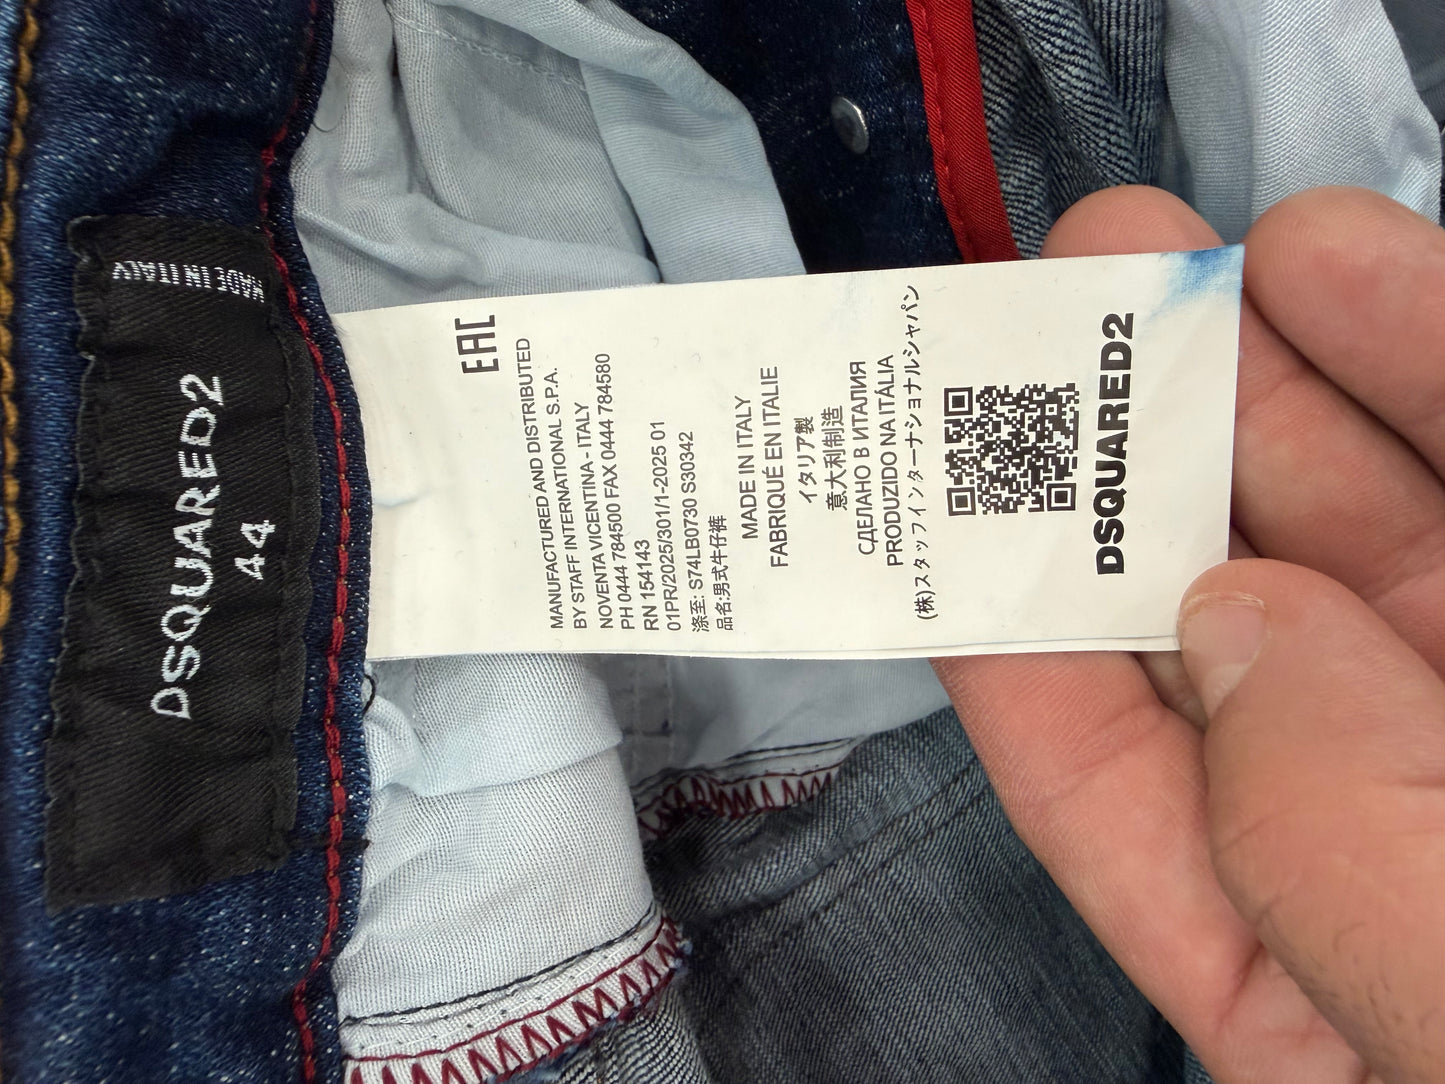 MADE IN ITALY
DSQUARED2
44
EAC
MANUFACTURED AND DISTRIBUTED
BY STAFF INTERNATIONAL S.P.A.
NOVENTA VICENTINA - ITALY
PH 0444 784500 FAX 0444 784580
RN 154143
01PR/2025/301/1-2025 01
涤至: S74LB0730 S30342
品名:男式牛仔裤
MADE IN ITALY
FABRIQUÉ EN ITALIE
イタリア製
意大利制造
СДЕЛАНО В ИТАЛИЯ
PRODUZIDO NA ITÁLIA
(株)スタッフインターナショナルシャパン
DSQUARED2